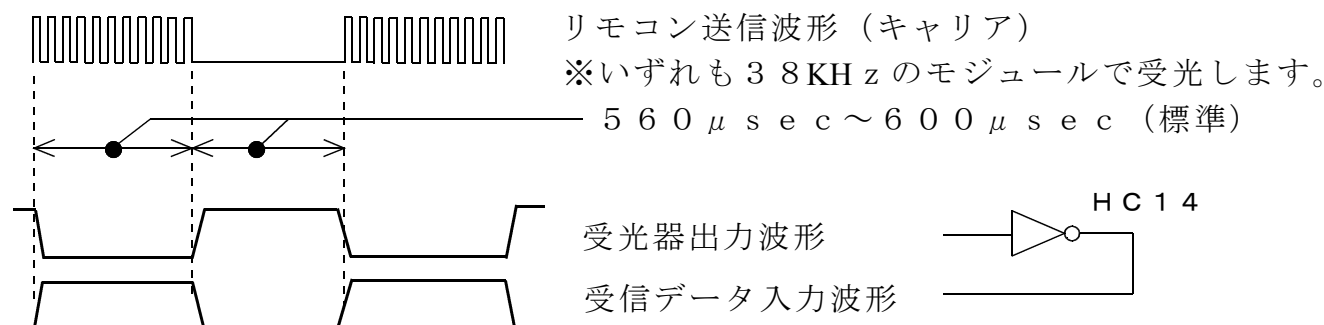 リモコン送信波形（キャリア）
※いずれも３８KHｚのモジュールで受光します。
５６０μｓｅｃ～６００μｓｅｃ（標準）
ＨＣ１４
受光器出力波形
受信データ入力波形